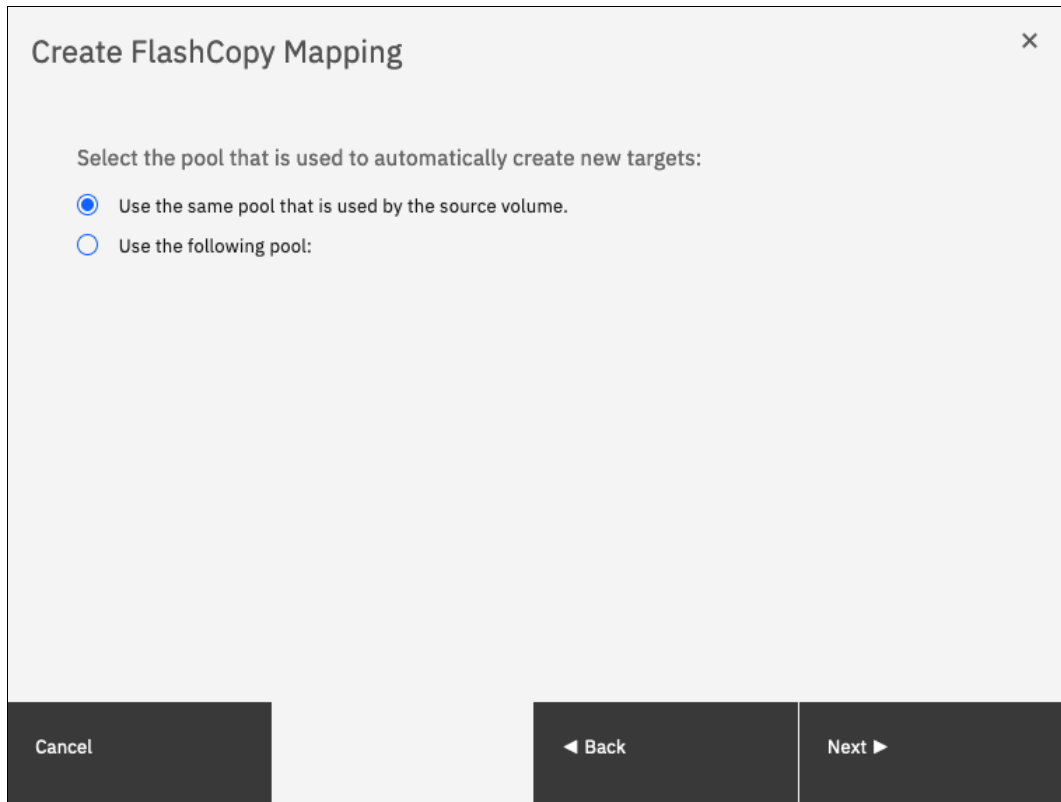 Create FlashCopy Mapping
Select the pool that is used to automatically create new targets:
Use the same pool that is used by the source volume.
Use the following pool:
Cancel
◀ Back
Next ▶